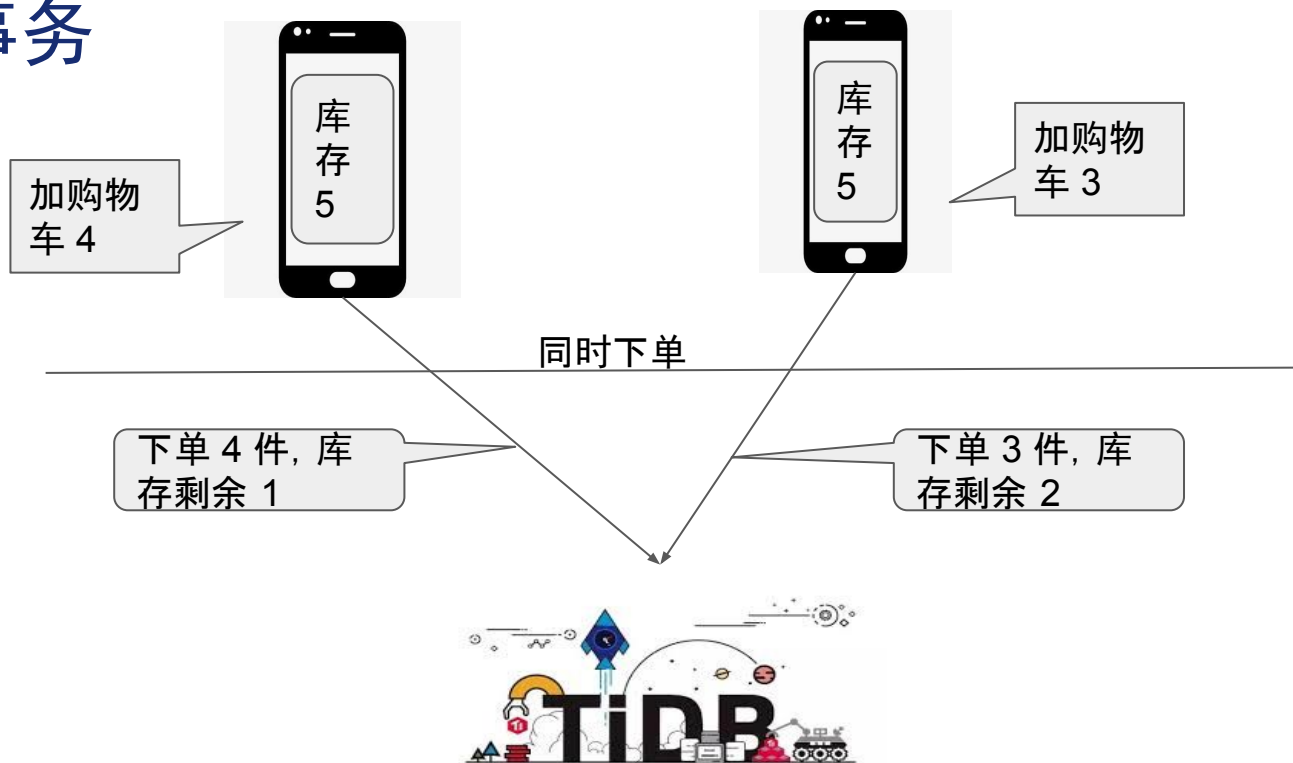 务
库
存
5
库
存
5
加购物
车 4
加购物
车 3
同时下单
下单 4 件, 库
存剩余 1
下单 3 件, 库
存剩余 2
TiDB